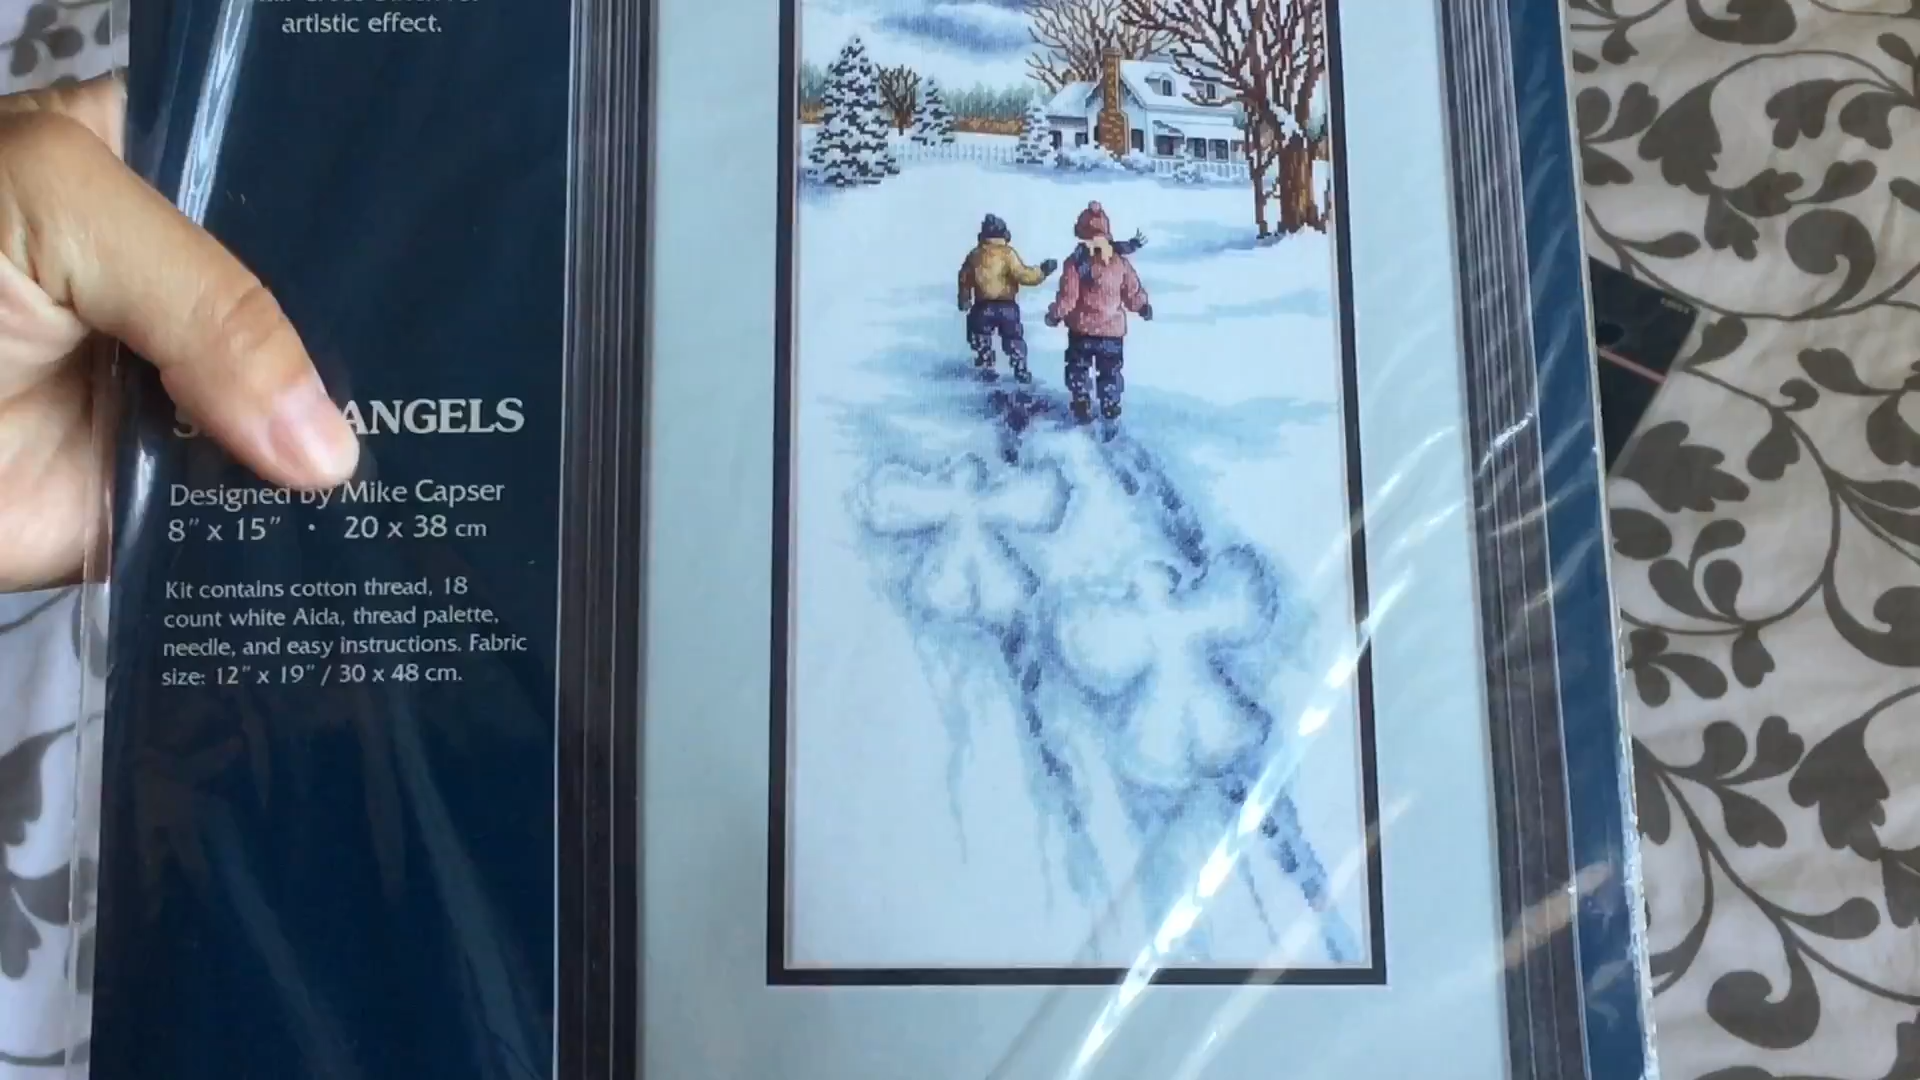 artistic effect.
ANGELS
Designed by Mike Capser
8" x 15" • 20 x 38 cm
Kit contains cotton thread, 18
count white Aida, thread palette,
needle, and easy instructions. Fabric
size: 12" x 19" / 30 x 48 cm.